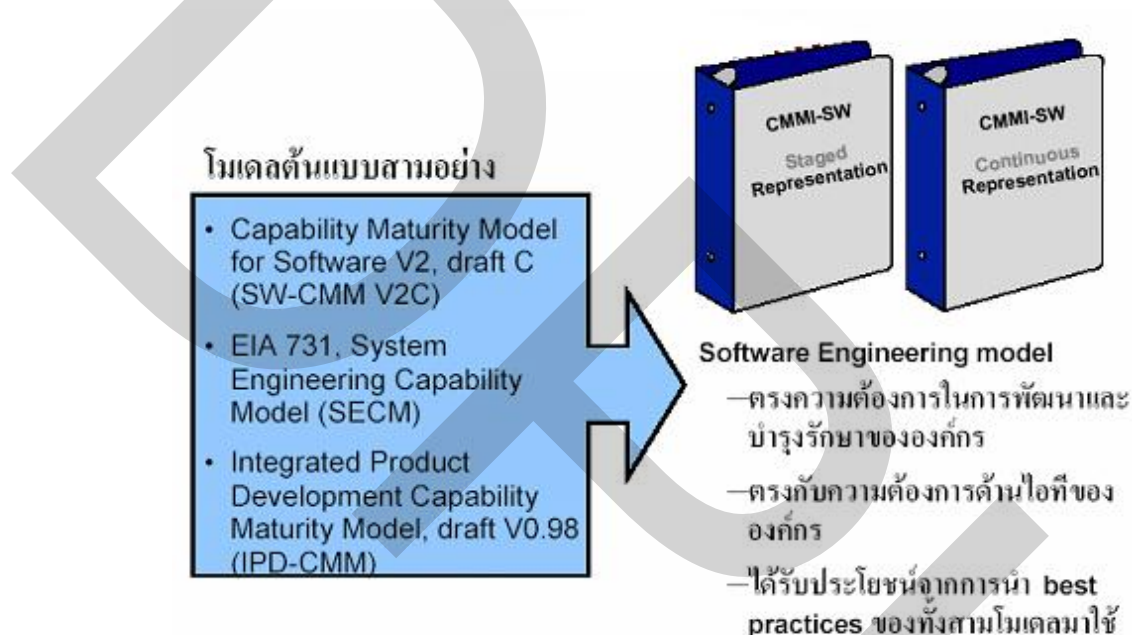 โมเดลต้นแบบสามอย่าง
• Capability Maturity Model
for Software V2, draft C
(SW-CMM V2C)
• EIA 731, System
Engineering Capability
Model (SECM)
• Integrated Product
Development Capability
Maturity Model, draft V0.98
(IPD-CMM)
CMMI-SW
Staged
Representation
CMMI-SW
Continuous
Representation
Software Engineering model
–ตรงความต้องการในการพัฒนาและ
บำรุงรักษาขององค์กร
–ตรงกับความต้องการด้านไอทีของ
องค์กร
–ได้รับประโยชน์จากการนำ best
practices ของทั้งสามโมเดลมาใช้